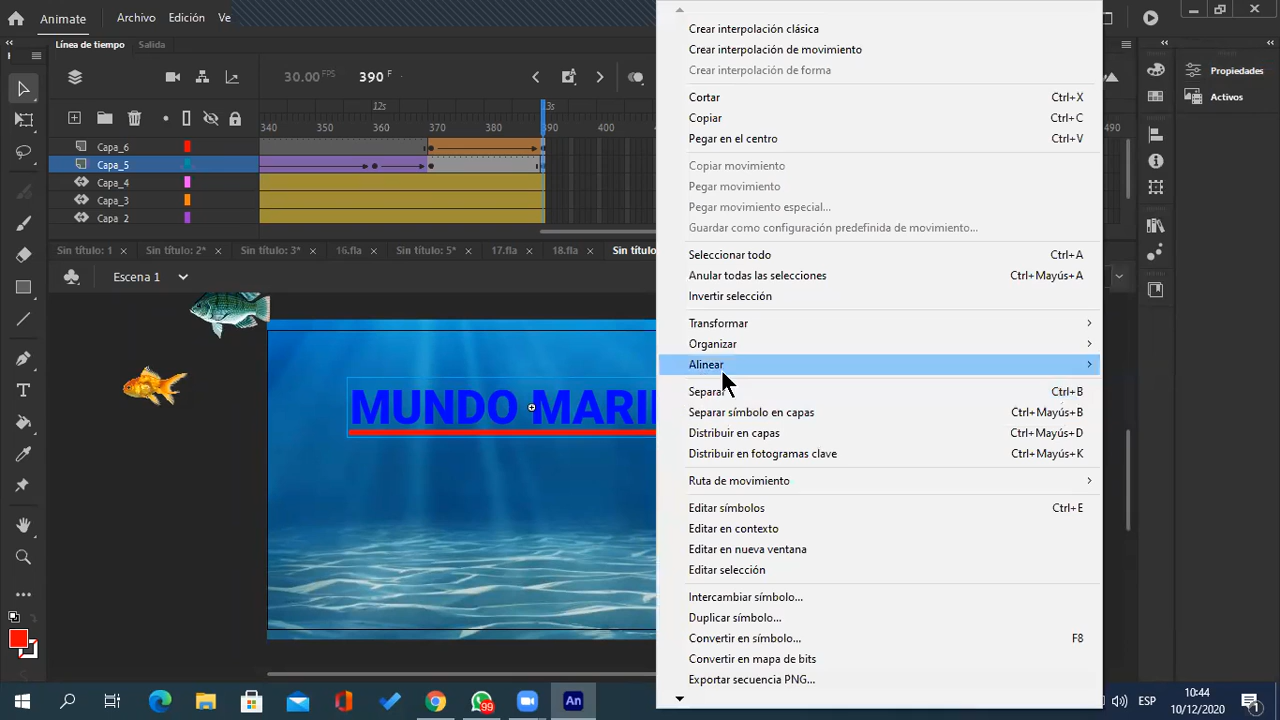 Animate
Archivo
Edición
Ve
Línea de tiempo
Salida
30.00 FPS
390 F
12s
3s
340
350
360
370
380
390
400
490
Capa_6
Capa_5
Capa_4
Capa_3
Capa 2
Sin título: 1
Sin título: 2*
Sin título: 3*
16.fla
Sin título: 5*
17.fla
18.fla
Sin títu
Escena 1
MUNDO MARI
Crear interpolación clásica
Crear interpolación de movimiento
Crear interpolación de forma
Cortar Ctrl+X
Copiar Ctrl+C
Pegar en el centro Ctrl+V
Copiar movimiento
Pegar movimiento
Pegar movimiento especial...
Guardar como configuración predefinida de movimiento...
Seleccionar todo Ctrl+A
Anular todas las selecciones Ctrl+Mayús+A
Invertir selección
Transformar
Organizar
Alinear
Separar Ctrl+B
Separar símbolo en capas Ctrl+Mayús+B
Distribuir en capas Ctrl+Mayús+D
Distribuir en fotogramas clave Ctrl+Mayús+K
Ruta de movimiento
Editar símbolos Ctrl+E
Editar en contexto
Editar en nueva ventana
Editar selección
Intercambiar símbolo...
Duplicar símbolo...
Convertir en símbolo... F8
Convertir en mapa de bits
Exportar secuencia PNG...
Propiedades
Activos
99
An
ESP
10:44
10/12/2020
1